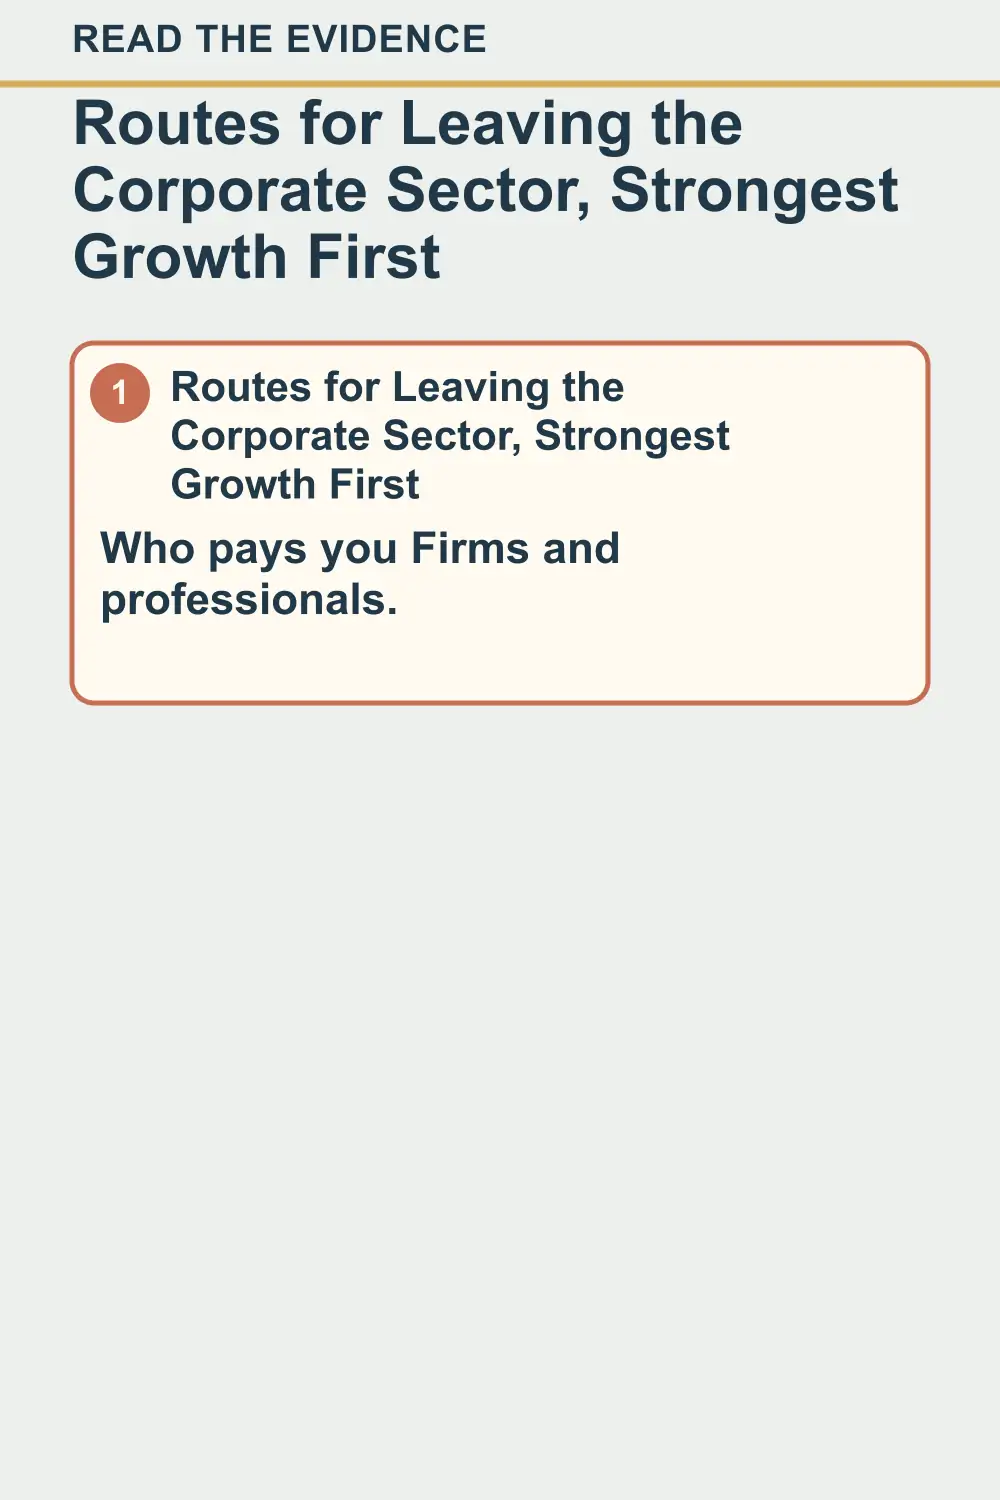 READ THE EVIDENCE
Routes for Leaving the
Corporate Sector, Strongest
Growth First
1
Routes for Leaving the
Corporate Sector, Strongest
Growth First
Who pays you Firms and
professionals.